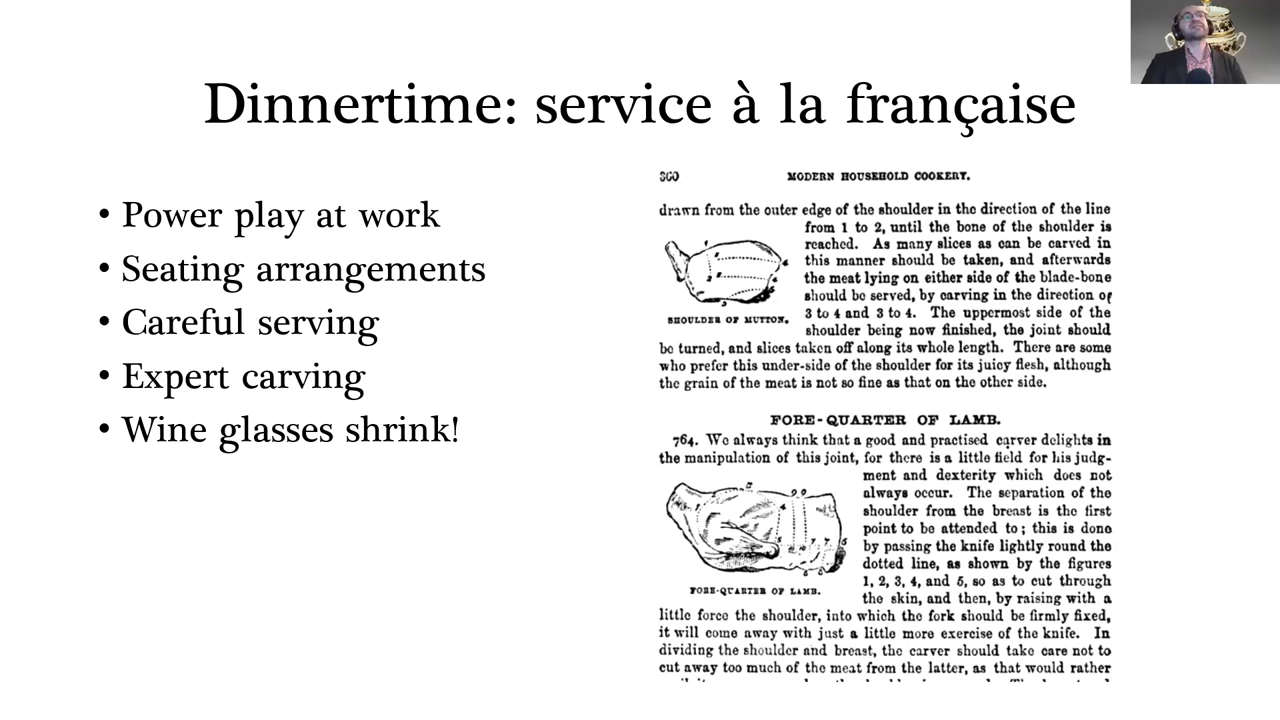 Dinnertime: service à la française
• Power play at work
• Seating arrangements
• Careful serving
• Expert carving
• Wine glasses shrink!
360 MODERN HOUSEHOLD COOKERY.
drawn from the outer edge of the shoulder in the direction of the line
from 1 to 2, until the bone of the shoulder is
reached. As many slices as can be carved in
this manner should be taken, and afterwards
the meat lying on either side of the blade-bone
should be served, by carving in the direction of
3 to 4 and 3 to 4. The uppermost side of the
shoulder being now finished, the joint should
SHOULDER OF MUTTON.
be turned, and slices taken off along its whole length. There are some
who prefer this under-side of the shoulder for its juicy flesh, although
the grain of the meat is not so fine as that on the other side.
FORE-QUARTER OF LAMB.
764. We always think that a good and practised carver delights in
the manipulation of this joint, for there is a little field for his judg-
ment and dexterity which does not
always occur. The separation of the
shoulder from the breast is the first
point to be attended to; this is done
by passing the knife lightly round the
dotted line, as shown by the figures
1, 2, 3, 4, and 5, so as to cut through
the skin, and then, by raising with a
FORE-QUARTER OF LAMB.
little force the shoulder, into which the fork should be firmly fixed,
it will come away with just a little more exercise of the knife. In
dividing the shoulder and breast, the carver should take care not to
cut away too much of the meat from the latter, as that would rather